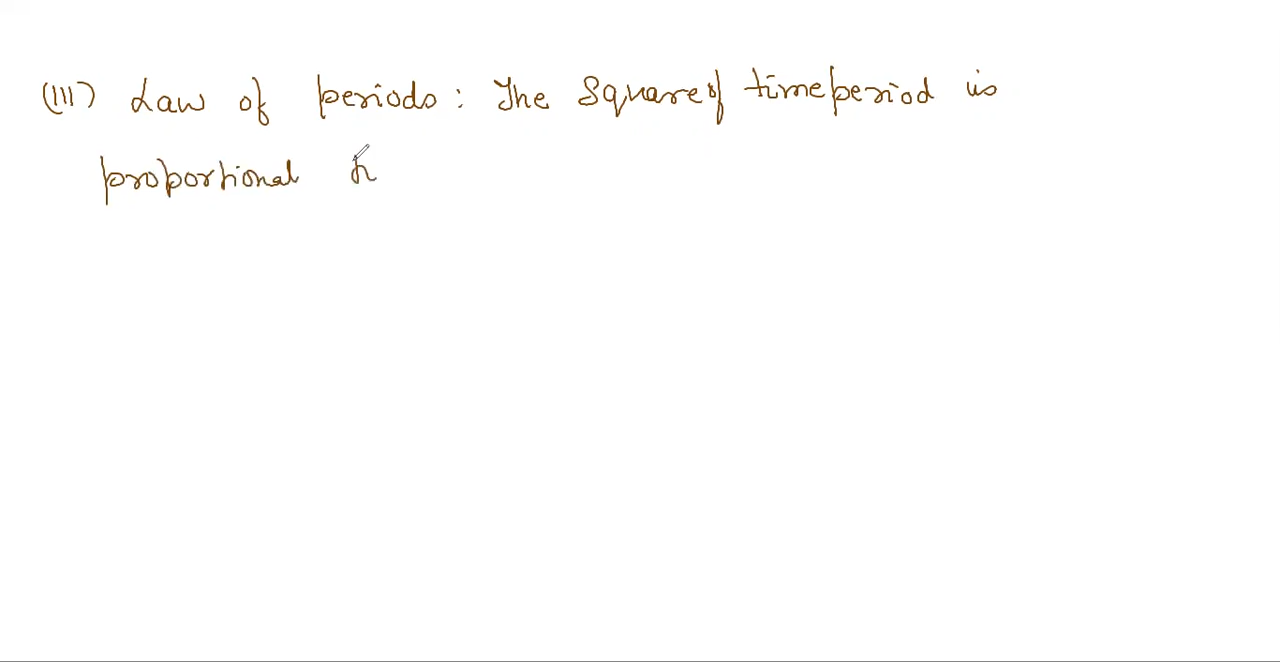 (III) Law of periods : The Square of timeperiod is
proportional